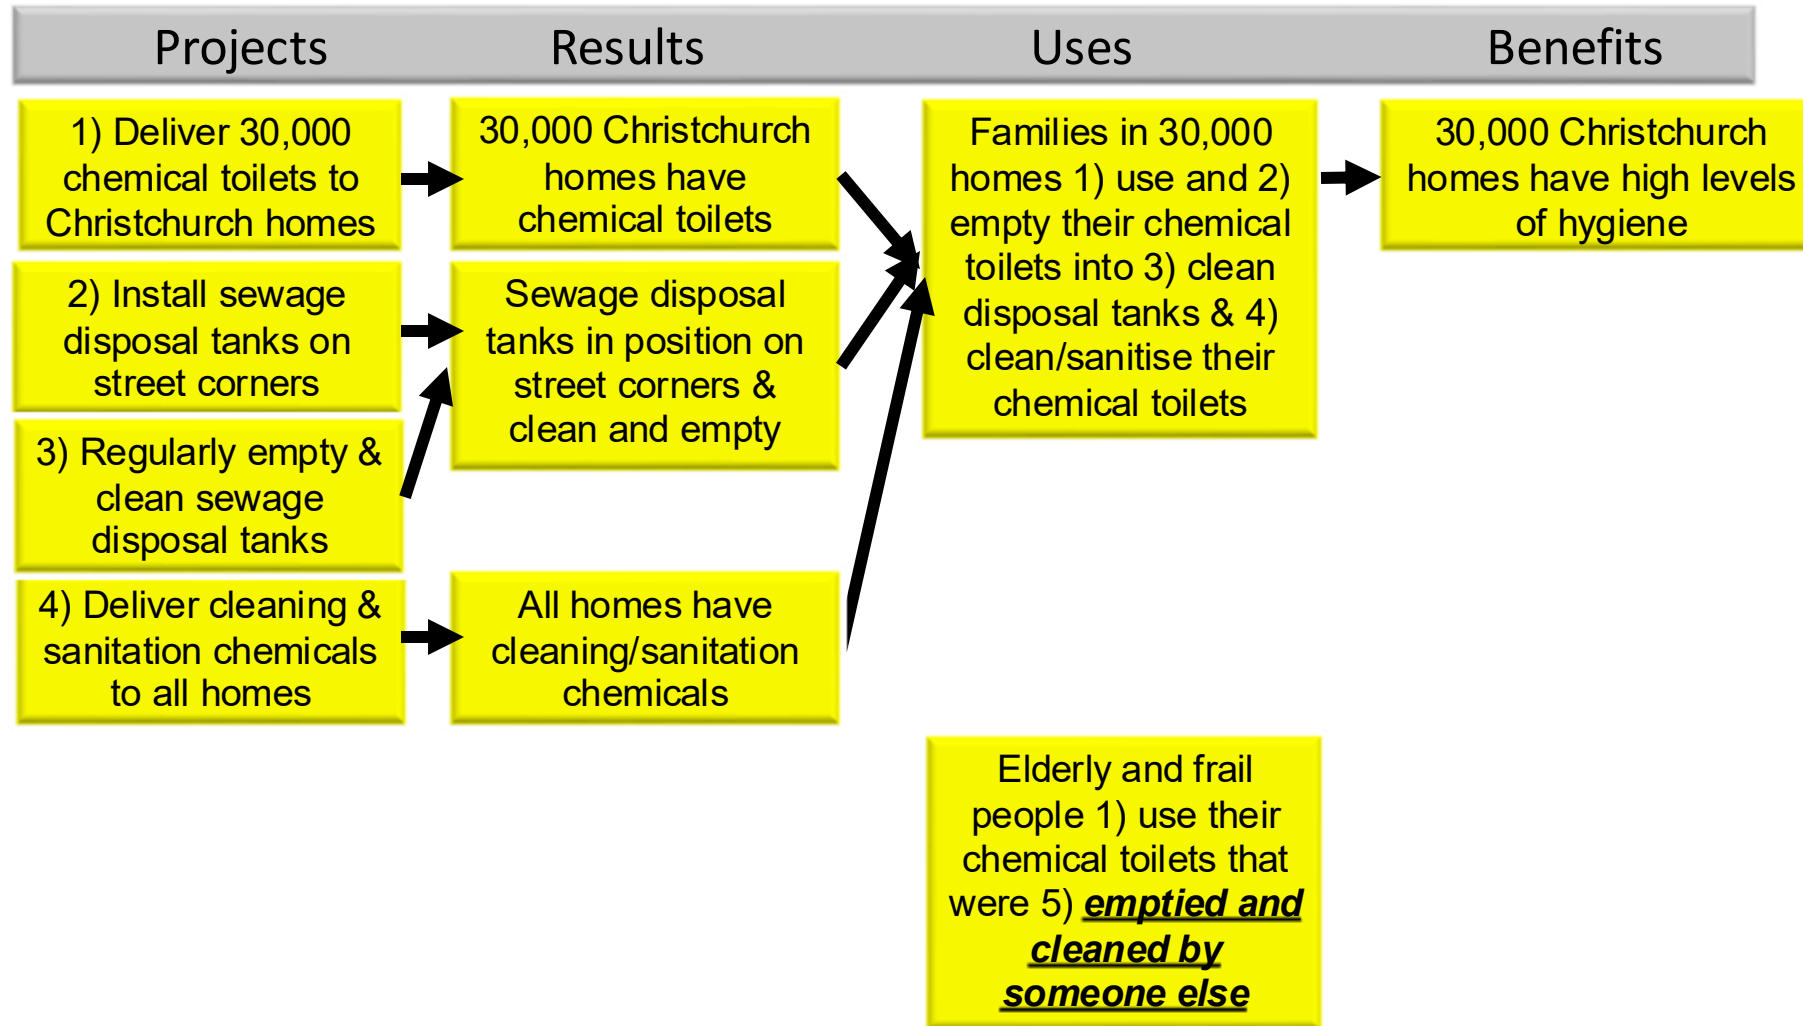 Projects Results Uses Benefits
1) Deliver 30,000
chemical toilets to
Christchurch homes
30,000 Christchurch
homes have
chemical toilets
Families in 30,000
homes 1) use and 2)
empty their chemical
toilets into 3) clean
disposal tanks & 4)
clean/sanitise their
chemical toilets
30,000 Christchurch
homes have high levels
of hygiene
2) Install sewage
disposal tanks on
street corners
Sewage disposal
tanks in position on
street corners &
clean and empty
3) Regularly empty &
clean sewage
disposal tanks
4) Deliver cleaning &
sanitation chemicals
to all homes
All homes have
cleaning/sanitation
chemicals
Elderly and frail
people 1) use their
chemical toilets that
were 5) emptied and
cleaned by
someone else